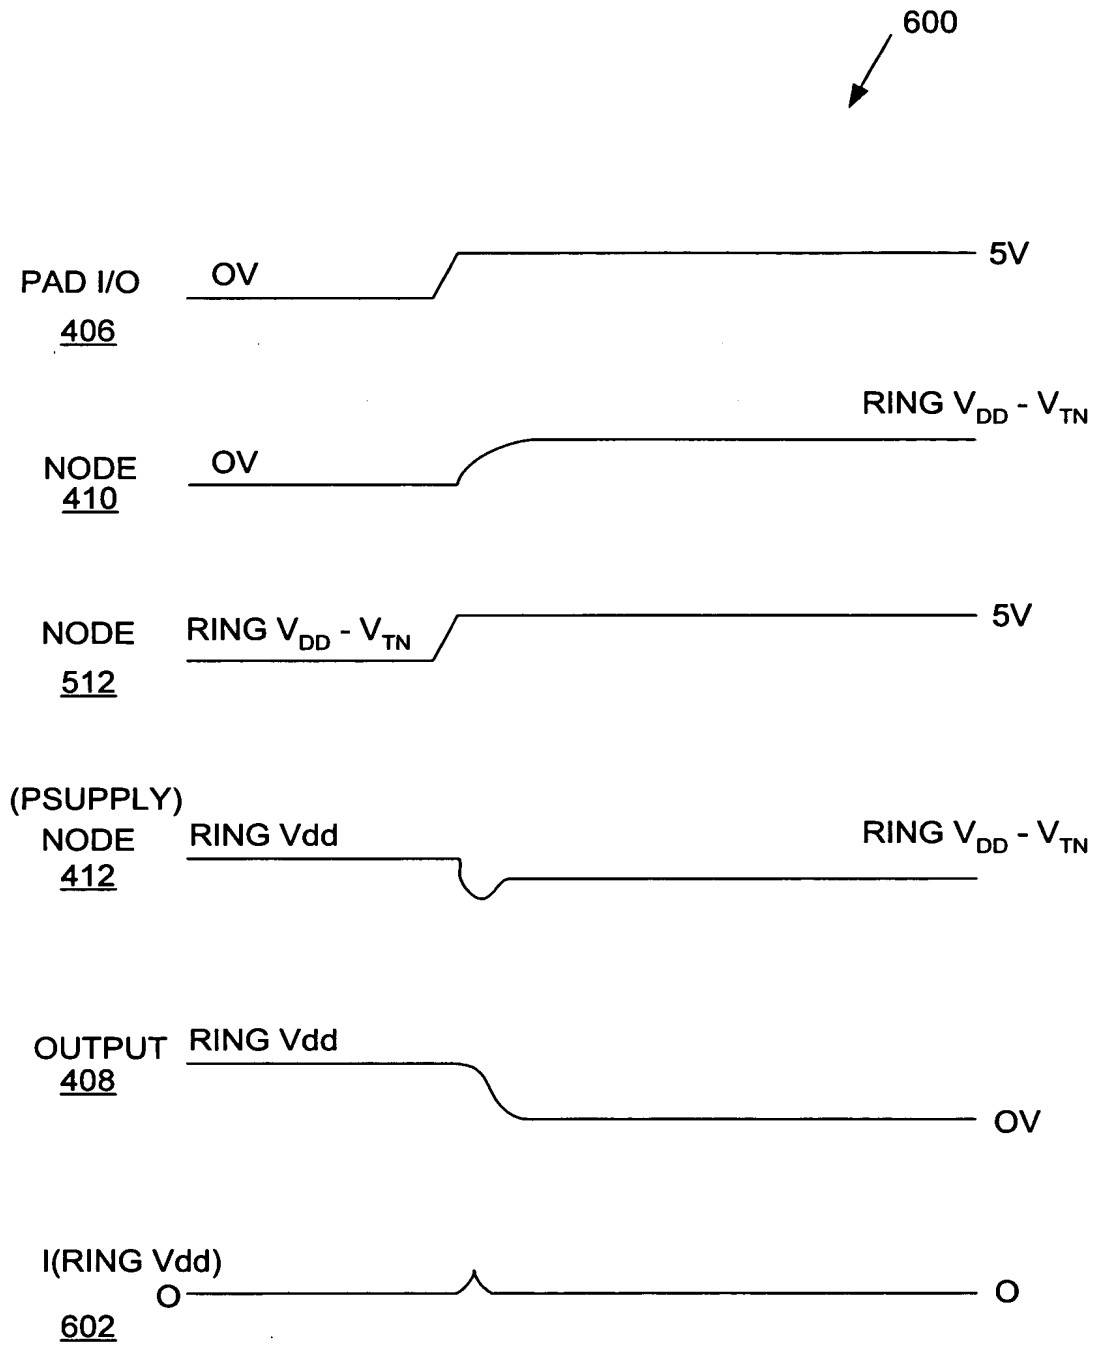 600
PAD I/O
406
OV
5V
NODE
410
OV
RING VDD - VTN
NODE
512
RING VDD - VTN
5V
(PSUPPLY)
NODE
412
RING Vdd
RING VDD - VTN
OUTPUT
408
RING Vdd
OV
I(RING Vdd)
O
O
602